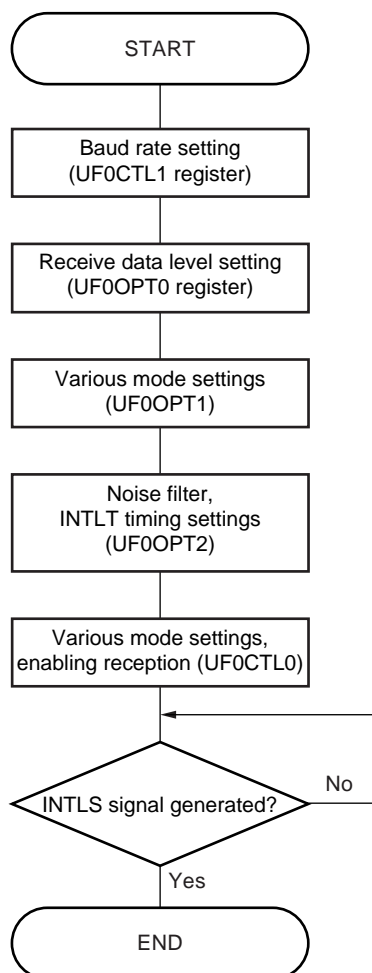 START
Baud rate setting
(UF0CTL1 register)
Receive data level setting
(UF0OPT0 register)
Various mode settings
(UF0OPT1)
Noise filter,
INTLT timing settings
(UF0OPT2)
Various mode settings,
enabling reception (UF0CTL0)
INTLS signal generated?
No
Yes
END